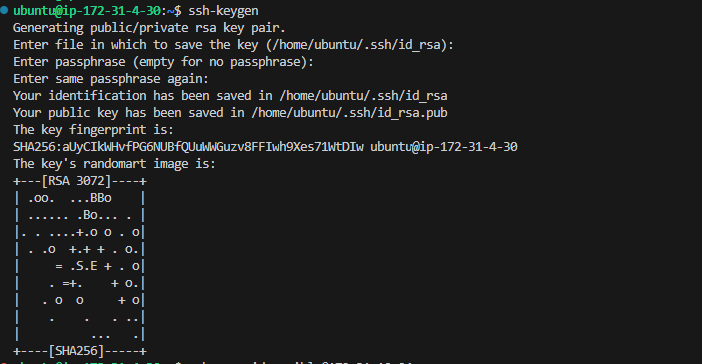 ubuntu@ip-172-31-4-30:~$ ssh-keygen
Generating public/private rsa key pair.
Enter file in which to save the key (/home/ubuntu/.ssh/id_rsa):
Enter passphrase (empty for no passphrase):
Enter same passphrase again:
Your identification has been saved in /home/ubuntu/.ssh/id_rsa
Your public key has been saved in /home/ubuntu/.ssh/id_rsa.pub
The key fingerprint is:
SHA256:aUyCIkWHvfPG6NUBfQUuWWGuzv8FFIwh9Xes71WtDIw ubuntu@ip-172-31-4-30
The key's randomart image is:
+---[RSA 3072]----+
| .oo.  ...BBo    |
| ...... .Bo... . |
|. . ....+.o o . o|
| . .o  +.+ + . o.|
|     = .S.E + . o|
|    . =+.    + o.|
|   . o  o     + o|
|    .    .   . ..|
|         ...   .|
+----[SHA256]-----+